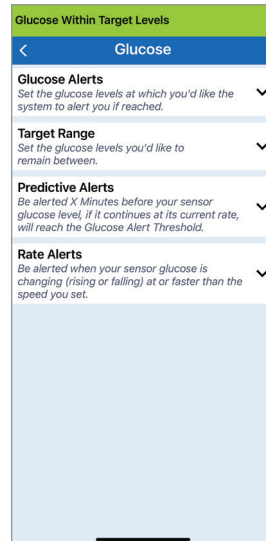 Glucose Within Target Levels
Glucose
Glucose Alerts
Set the glucose levels at which you'd like the
system to alert you if reached.
Target Range
Set the glucose levels you'd like to
remain between.
Predictive Alerts
Be alerted X Minutes before your sensor
glucose level, if it continues at its current rate,
will reach the Glucose Alert Threshold.
Rate Alerts
Be alerted when your sensor glucose is
changing (rising or falling) at or faster than the
speed you set.